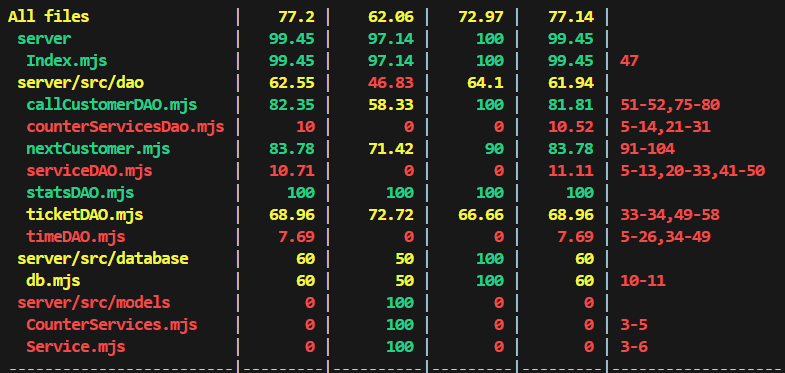 All files | 77.2 | 62.06 | 72.97 | 77.14 |
server | 99.45 | 97.14 | 100 | 99.45 |
Index.mjs | 99.45 | 97.14 | 100 | 99.45 | 47
server/src/dao | 62.55 | 46.83 | 64.1 | 61.94 |
callCustomerDAO.mjs | 82.35 | 58.33 | 100 | 81.81 | 51-52,75-80
counterServicesDao.mjs | 10 | 0 | 0 | 10.52 | 5-14,21-31
nextCustomer.mjs | 83.78 | 71.42 | 90 | 83.78 | 91-104
serviceDAO.mjs | 10.71 | 0 | 0 | 11.11 | 5-13,20-33,41-50
statsDAO.mjs | 100 | 100 | 100 | 100 |
ticketDAO.mjs | 68.96 | 72.72 | 66.66 | 68.96 | 33-34,49-58
timeDAO.mjs | 7.69 | 0 | 0 | 7.69 | 5-26,34-49
server/src/database | 60 | 50 | 100 | 60 |
db.mjs | 60 | 50 | 100 | 60 | 10-11
server/src/models | 0 | 100 | 0 | 0 |
CounterServices.mjs | 0 | 100 | 0 | 0 | 3-5
Service.mjs | 0 | 100 | 0 | 0 | 3-6
-------------------------|---------|----------|---------|---------|-------------------